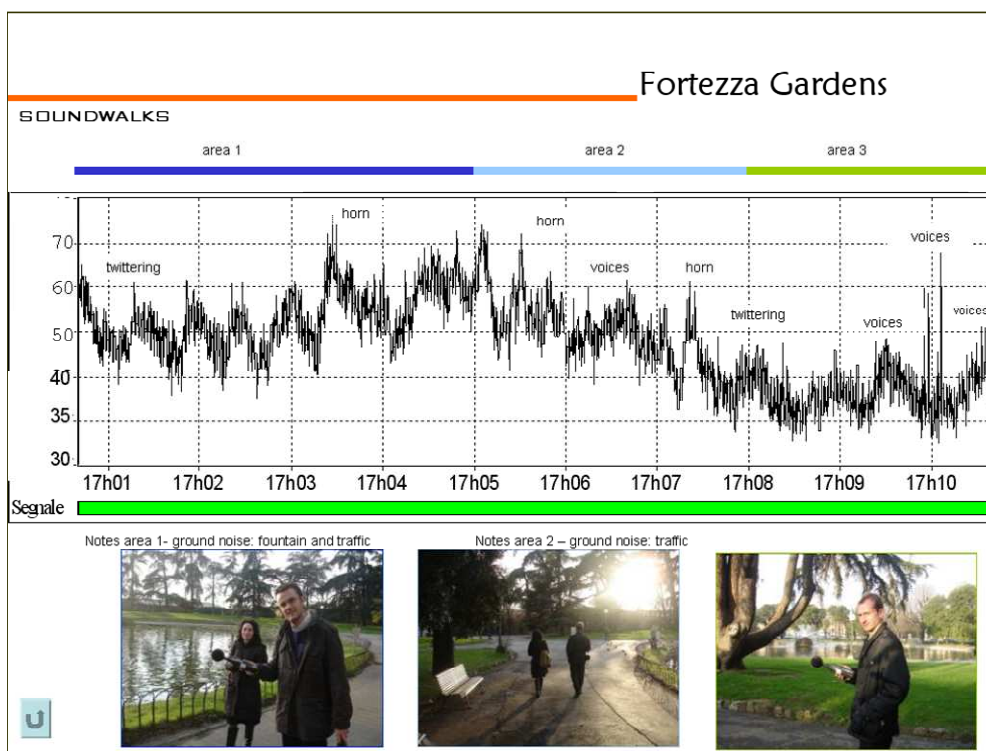 Fortezza Gardens
SOUNDWALKS
area 1 area 2 area 3
horn horn voices
twittering voices horn
twittering voices voices
70
60
50
40
35
30
17h01 17h02 17h03 17h04 17h05 17h06 17h07 17h08 17h09 17h10
Segnale
Notes area 1- ground noise: fountain and traffic Notes area 2 – ground noise: traffic